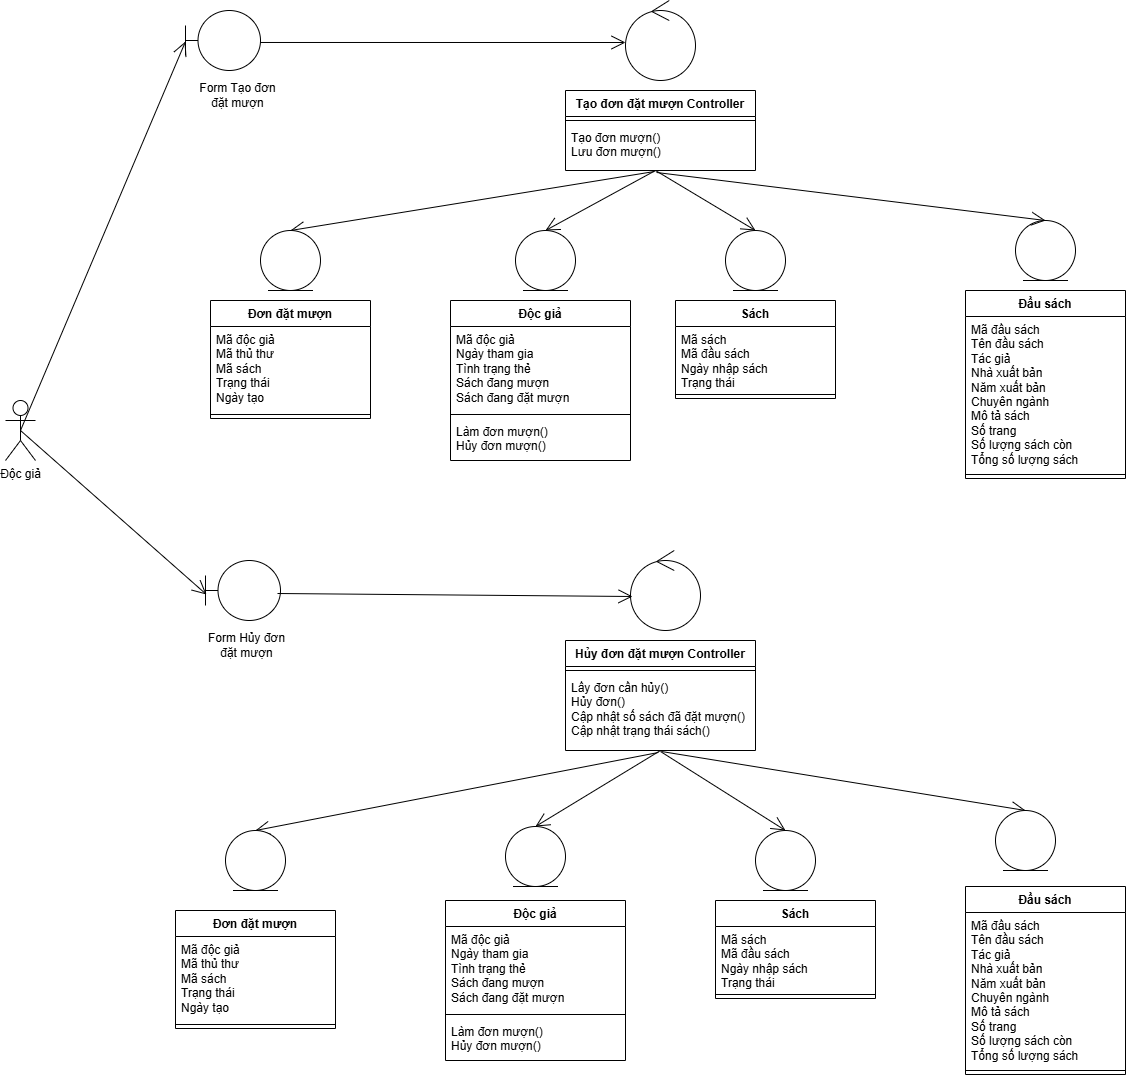 Form Tạo đơn
đặt mượn
Tạo đơn đặt mượn Controller
Tạo đơn mượn()
Lưu đơn mượn()
Đơn đặt mượn
Mã độc giả
Mã thủ thư
Mã sách
Trạng thái
Ngày tạo
Độc giả
Mã độc giả
Ngày tham gia
Tình trạng thẻ
Sách đang mượn
Sách đang đặt mượn
Làm đơn mượn()
Hủy đơn mượn()
Sách
Mã sách
Mã đầu sách
Ngày nhập sách
Trạng thái
Đầu sách
Mã đầu sách
Tên đầu sách
Tác giả
Nhà xuất bản
Năm xuất bản
Chuyên ngành
Mô tả sách
Số trang
Số lượng sách còn
Tổng số lượng sách
Độc giả
Form Hủy đơn
đặt mượn
Hủy đơn đặt mượn Controller
Lấy đơn cần hủy()
Hủy đơn()
Cập nhật số sách đã đặt mượn()
Cập nhật trạng thái sách()
Đơn đặt mượn
Mã độc giả
Mã thủ thư
Mã sách
Trạng thái
Ngày tạo
Độc giả
Mã độc giả
Ngày tham gia
Tình trạng thẻ
Sách đang mượn
Sách đang đặt mượn
Làm đơn mượn()
Hủy đơn mượn()
Sách
Mã sách
Mã đầu sách
Ngày nhập sách
Trạng thái
Đầu sách
Mã đầu sách
Tên đầu sách
Tác giả
Nhà xuất bản
Năm xuất bản
Chuyên ngành
Mô tả sách
Số trang
Số lượng sách còn
Tổng số lượng sách